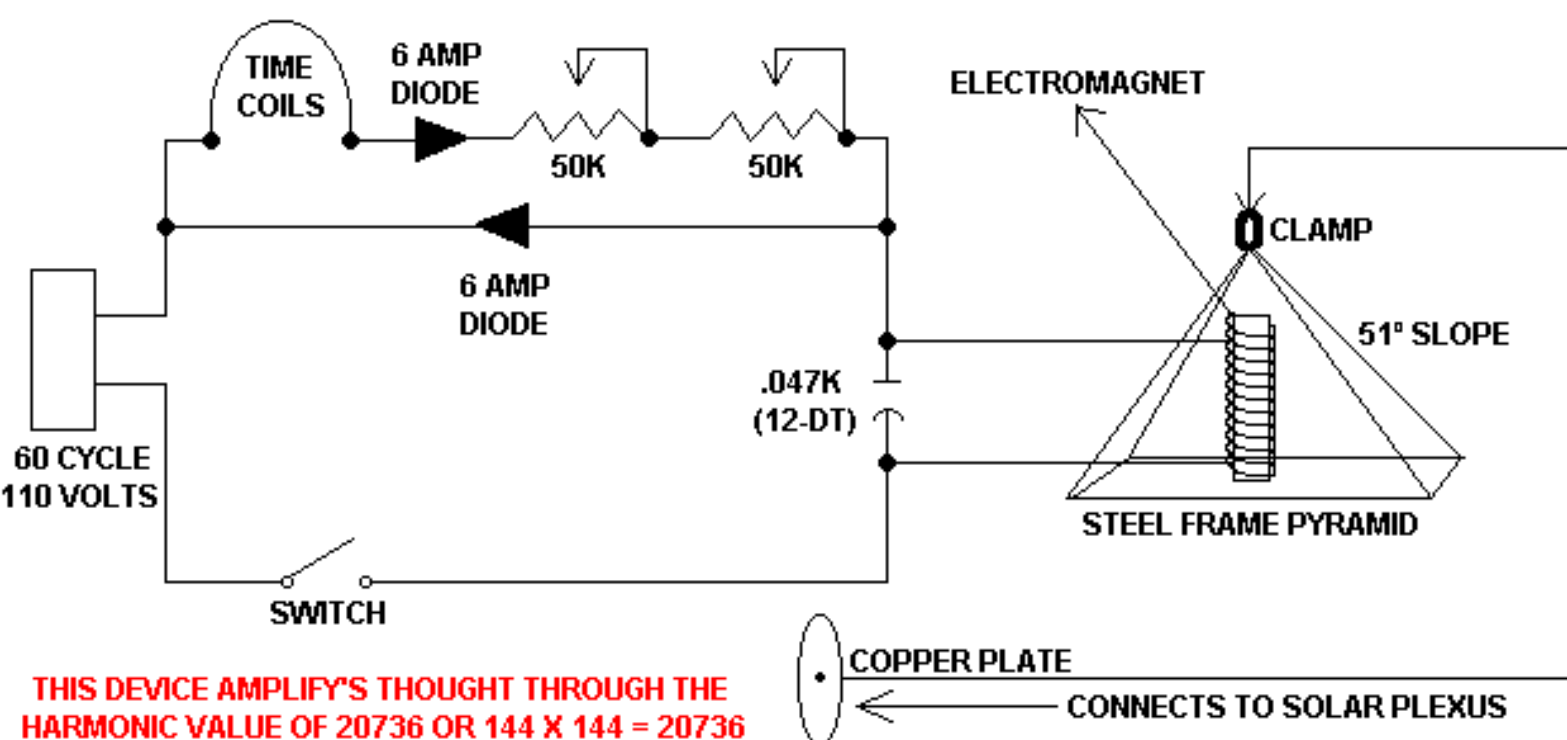 TIME
COILS
6 AMP
DIODE
50K
50K
ELECTROMAGNET
CLAMP
6 AMP
DIODE
51° SLOPE
.047K
(12-DT)
60 CYCLE
110 VOLTS
STEEL FRAME PYRAMID
SWITCH
COPPER PLATE
CONNECTS TO SOLAR PLEXUS
THIS DEVICE AMPLIFY'S THOUGHT THROUGH THE
HARMONIC VALUE OF 20736 OR 144 X 144 = 20736